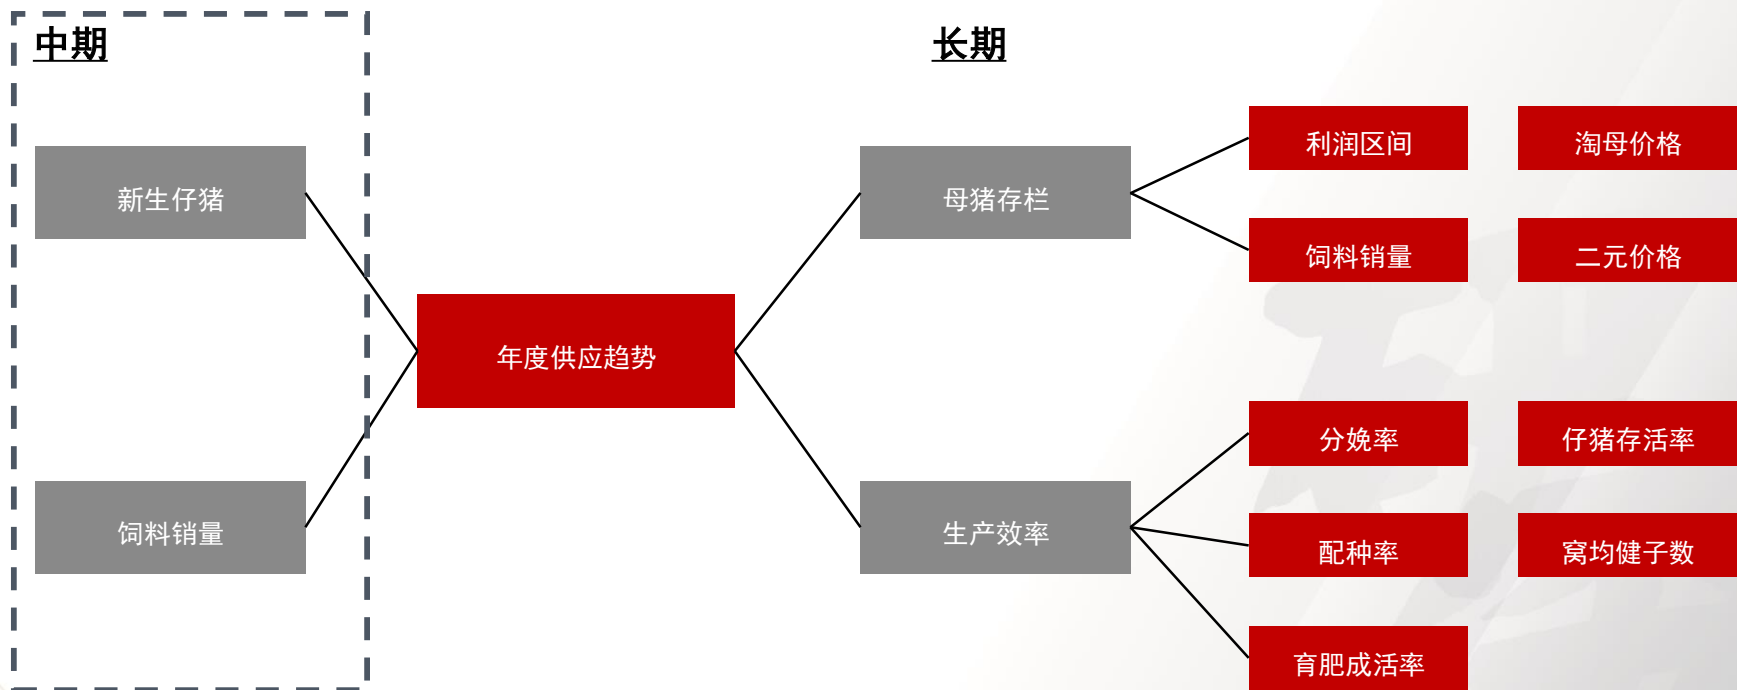 中期
长期
新生仔猪
饲料销量
年度供应趋势
母猪存栏
生产效率
利润区间
淘母价格
饲料销量
二元价格
分娩率
仔猪存活率
配种率
窝均健子数
育肥成活率